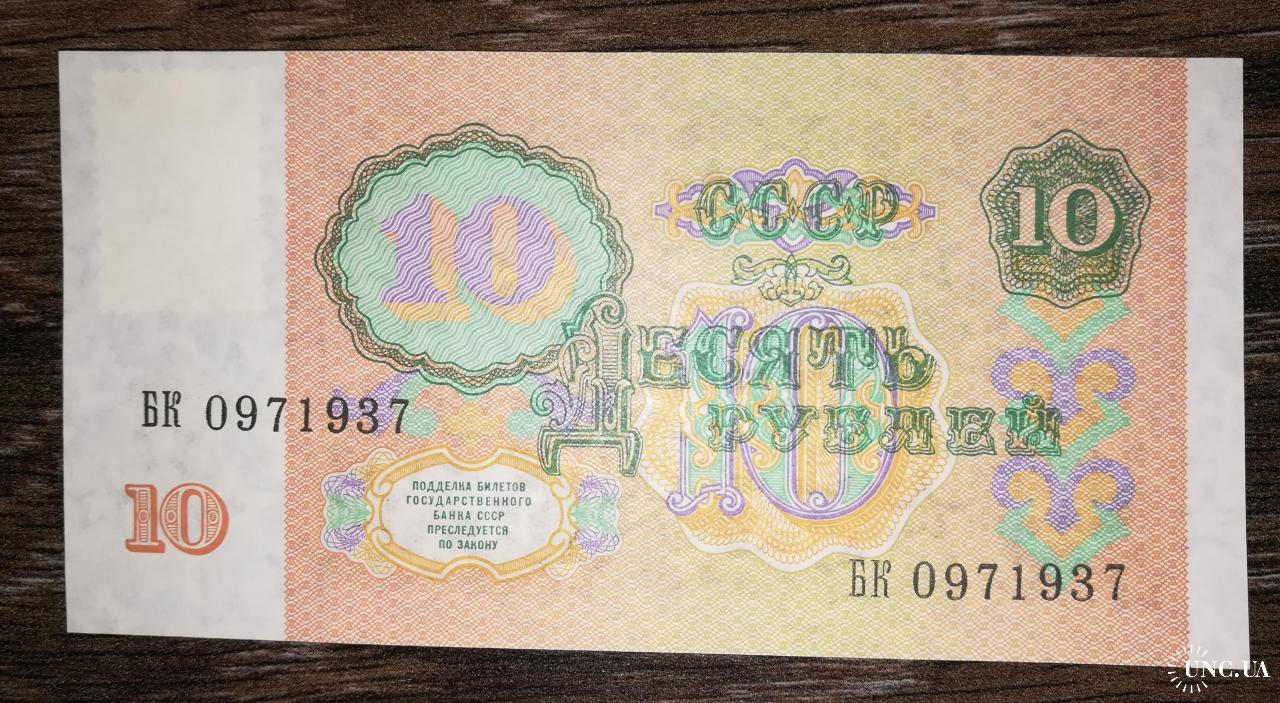 10
СССР
10
ДЕСЯТЬ
РУБЛЕЙ
10
БК 0971937
10
ПОДДЕЛКА БИЛЕТОВ
ГОСУДАРСТВЕННОГО
БАНКА СССР
ПРЕСЛЕДУЕТСЯ
ПО ЗАКОНУ
БК 0971937
UNC.UA